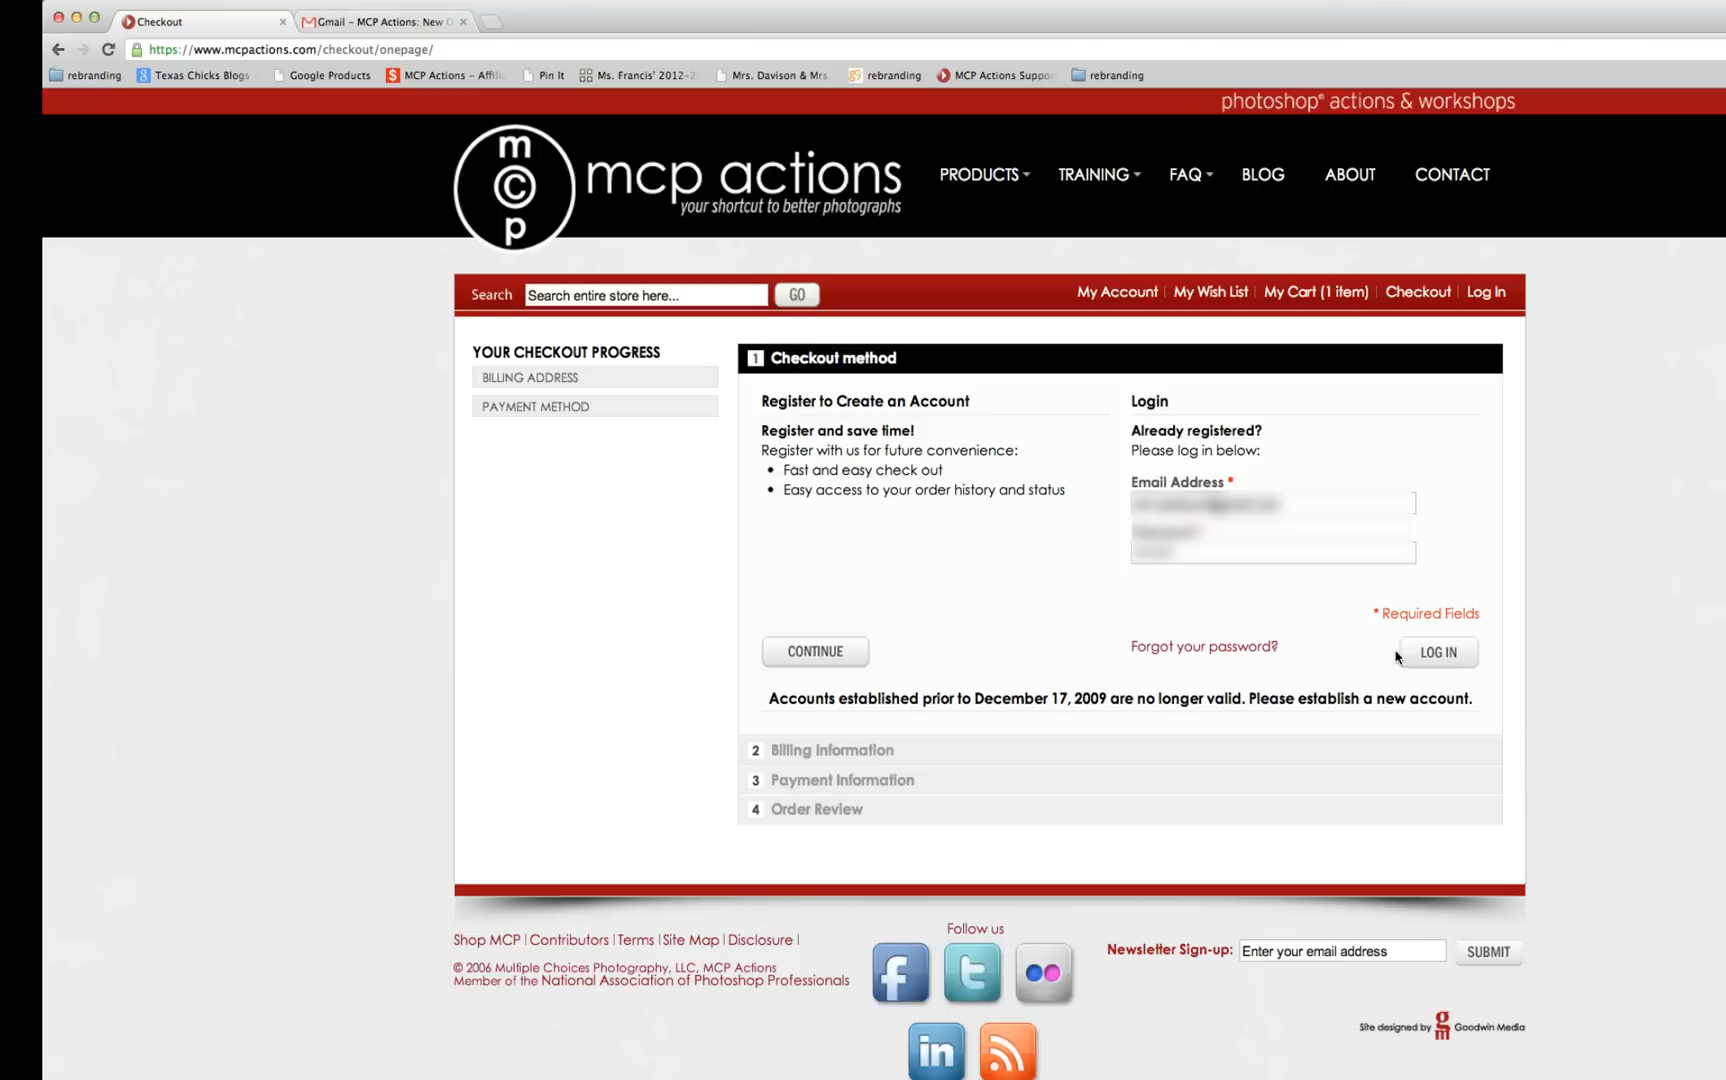 Checkout
Gmail – MCP Actions: New O
https://www.mcpactions.com/checkout/onepage/
rebranding
Texas Chicks Blogs
Google Products
MCP Actions – Affili
Pin It
Ms. Francis' 2012-2
Mrs. Davison & Mrs.
rebranding
MCP Actions Suppo
rebranding
photoshop® actions & workshops
m
©
p
mcp actions
your shortcut to better photographs
PRODUCTS
TRAINING
FAQ
BLOG
ABOUT
CONTACT
Search
Search entire store here...
GO
My Account | My Wish List | My Cart (1 item) | Checkout | Log In
YOUR CHECKOUT PROGRESS
BILLING ADDRESS
PAYMENT METHOD
1 Checkout method
Register to Create an Account
Register and save time!
Register with us for future convenience:
• Fast and easy check out
• Easy access to your order history and status
CONTINUE
Login
Already registered?
Please log in below:
Email Address *
* Required Fields
Forgot your password?
LOG IN
Accounts established prior to December 17, 2009 are no longer valid. Please establish a new account.
2 Billing Information
3 Payment Information
4 Order Review
Shop MCP | Contributors | Terms | Site Map | Disclosure |
© 2006 Multiple Choices Photography, LLC, MCP Actions
Member of the National Association of Photoshop Professionals
Follow us
f
t
in
Newsletter Sign-up:
Enter your email address
SUBMIT
Site designed by gm Goodwin Media